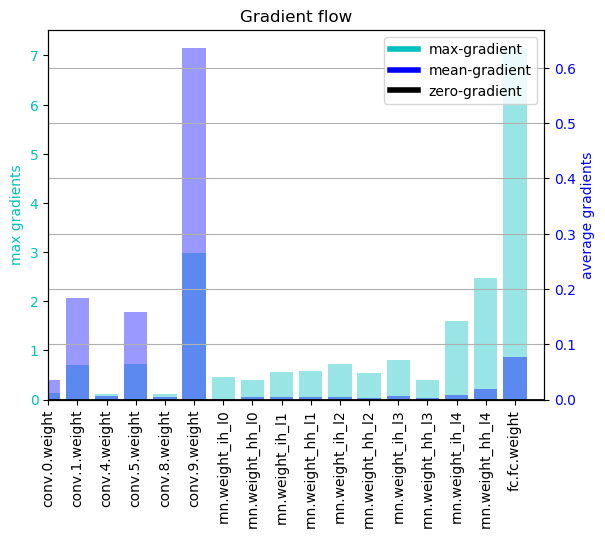 Gradient flow
max-gradient
mean-gradient
zero-gradient
max gradients
7
6
5
4
3
2
1
0
average gradients
0.6
0.5
0.4
0.3
0.2
0.1
0.0
conv.0.weight
conv.1.weight
conv.4.weight
conv.5.weight
conv.8.weight
conv.9.weight
rnn.weight_ih_l0
rnn.weight_hh_l0
rnn.weight_ih_l1
rnn.weight_hh_l1
rnn.weight_ih_l2
rnn.weight_hh_l2
rnn.weight_ih_l3
rnn.weight_hh_l3
rnn.weight_ih_l4
rnn.weight_hh_l4
fc.fc.weight